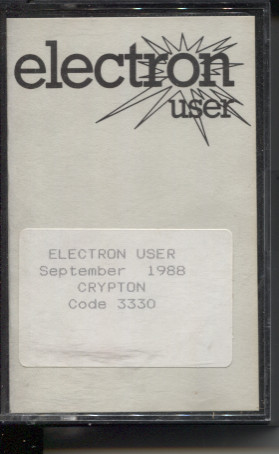 electron
user
ELECTRON USER
September 1988
CRYPTON
Code 3330